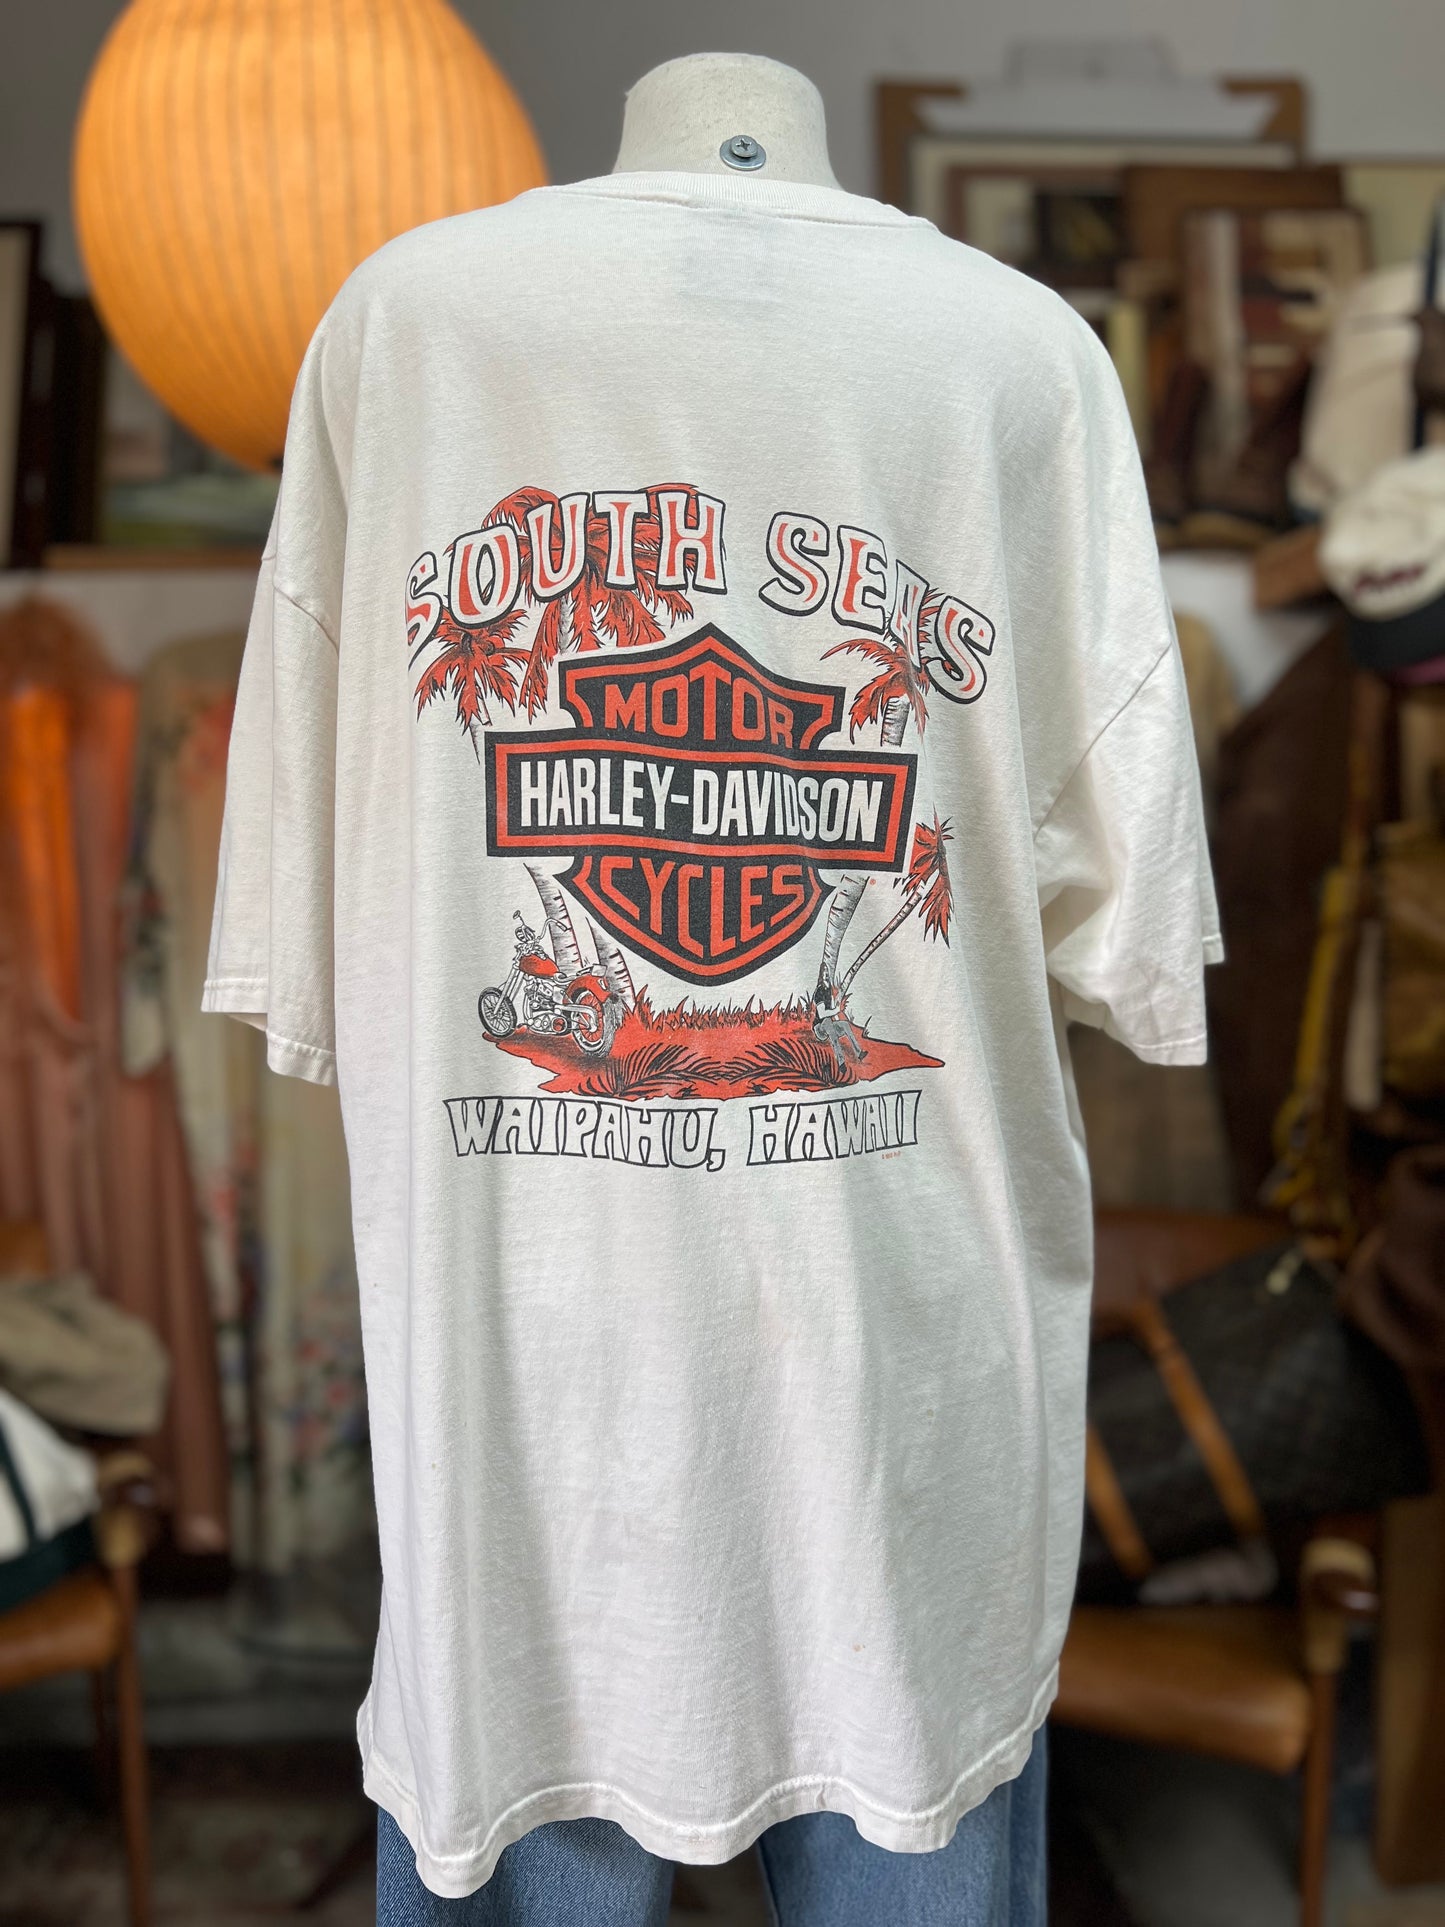 SOUTH SEAS
MOTOR
HARLEY-DAVIDSON
®
CYCLES
WAIPAHU, HAWAII